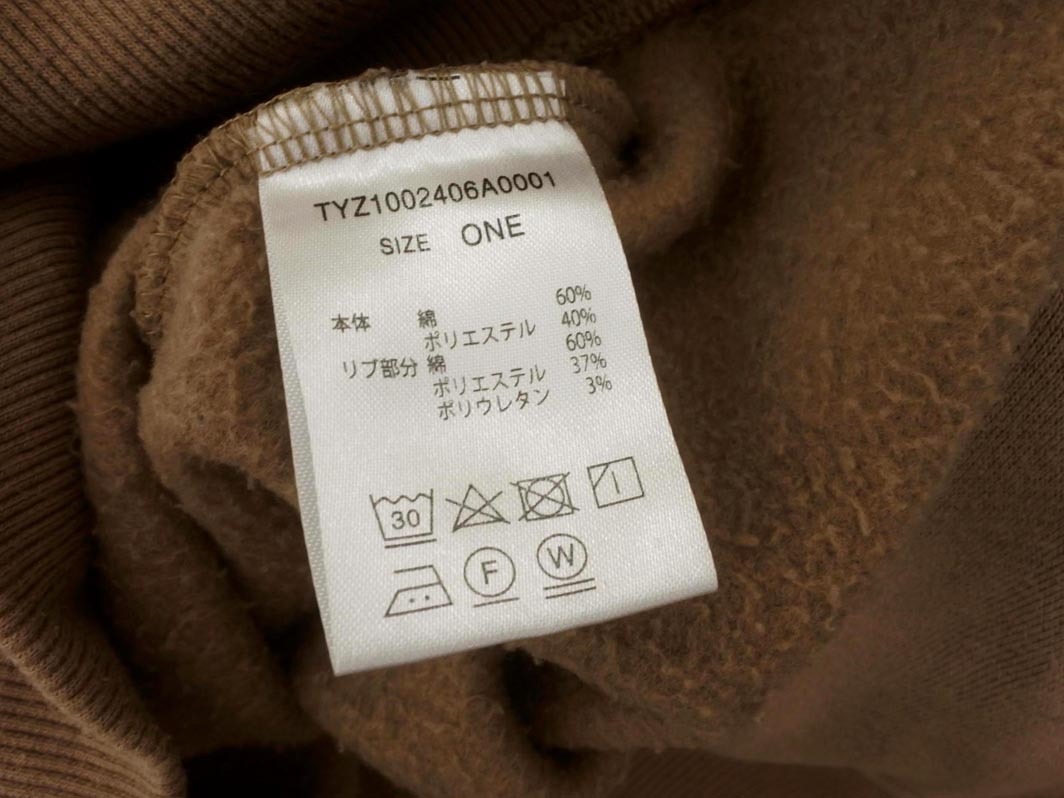 TYZ1002406A0001
SIZE ONE
本体 綿 60%
ポリエステル 40%
リブ部分 綿 60%
ポリエステル 37%
ポリウレタン 3%
30
F W